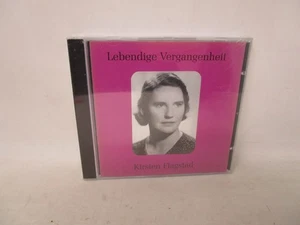 Lebendige Vergangenheit
Kirsten Flagstad